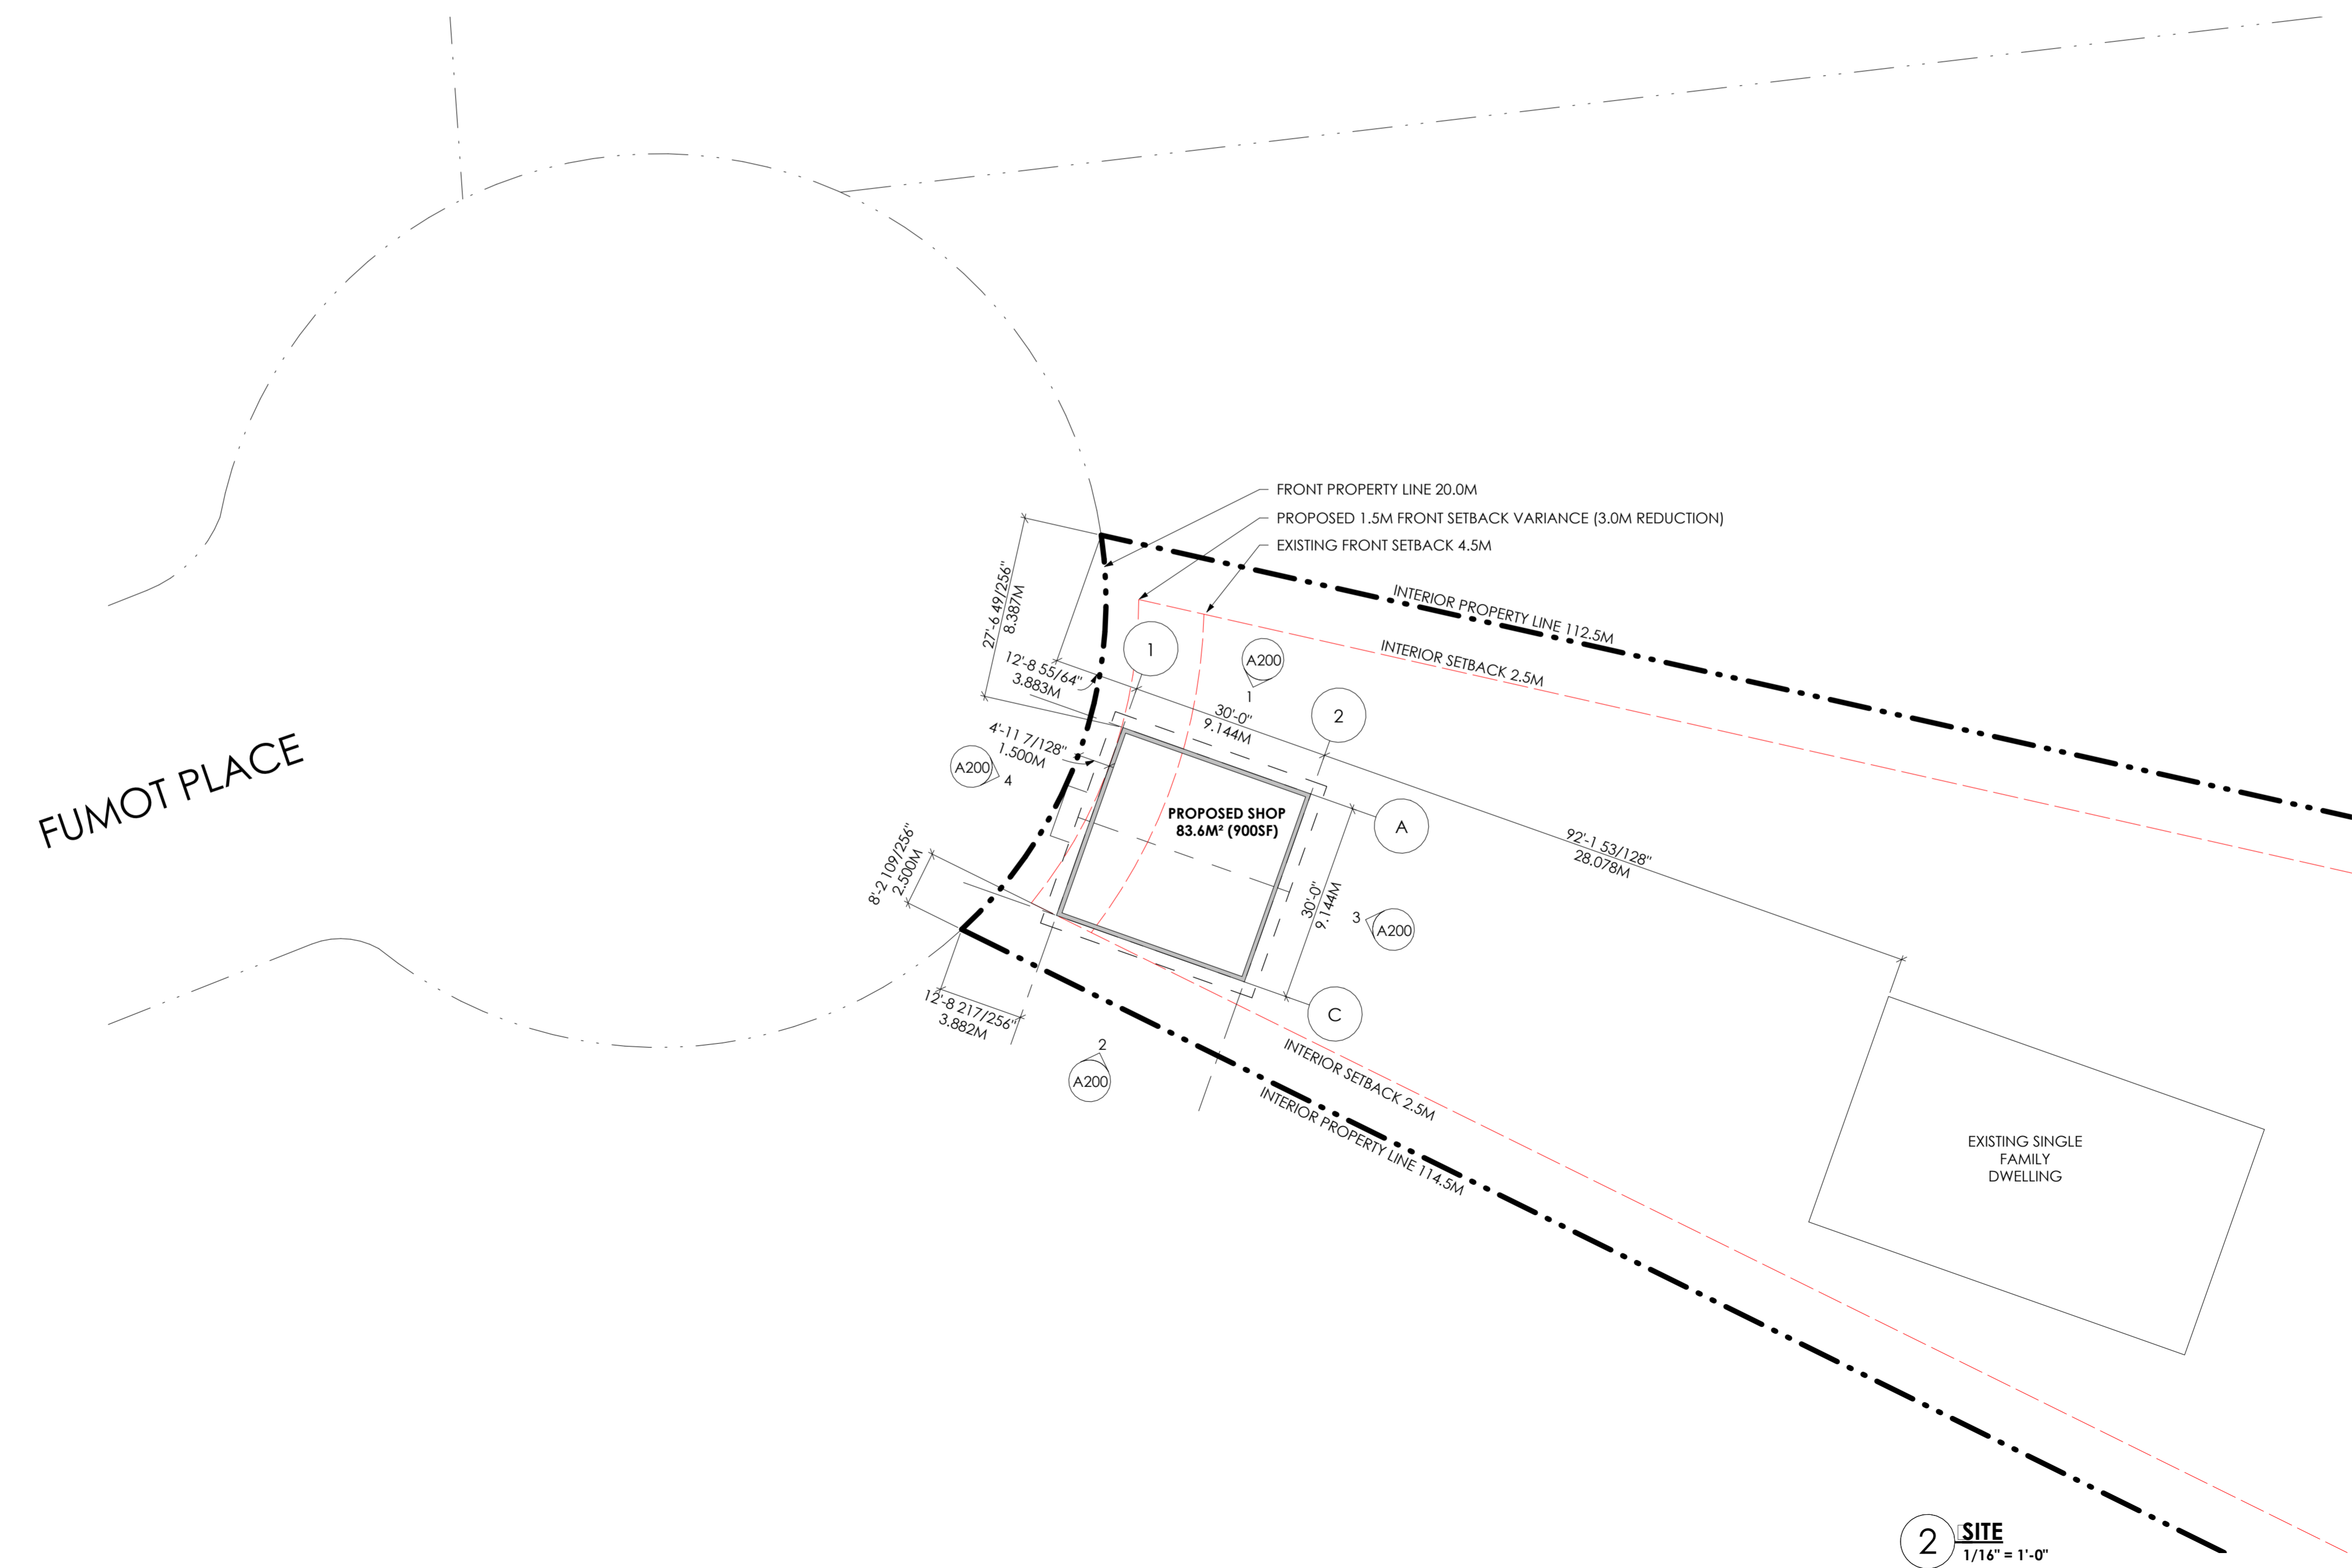 FRONT PROPERTY LINE 20.0M
PROPOSED 1.5M FRONT SETBACK VARIANCE (3.0M REDUCTION)
EXISTING FRONT SETBACK 4.5M
INTERIOR PROPERTY LINE 112.5M
INTERIOR SETBACK 2.5M
27'-6 49/256"
8.387M
12'-8 55/64"
3.883M
1
A200
1
30'-0"
9.144M
2
4'-11 7/128"
1.500M
A200
4
FUMOT PLACE
PROPOSED SHOP
83.6M² (900SF)
A
92'-1 53/128"
28.078M
8'-2 109/256"
2.500M
30'-0"
9.144M
3
A200
12'-8 217/256"
3.882M
C
2
A200
INTERIOR SETBACK 2.5M
INTERIOR PROPERTY LINE 114.5M
EXISTING SINGLE
FAMILY
DWELLING
2
SITE
1/16" = 1'-0"